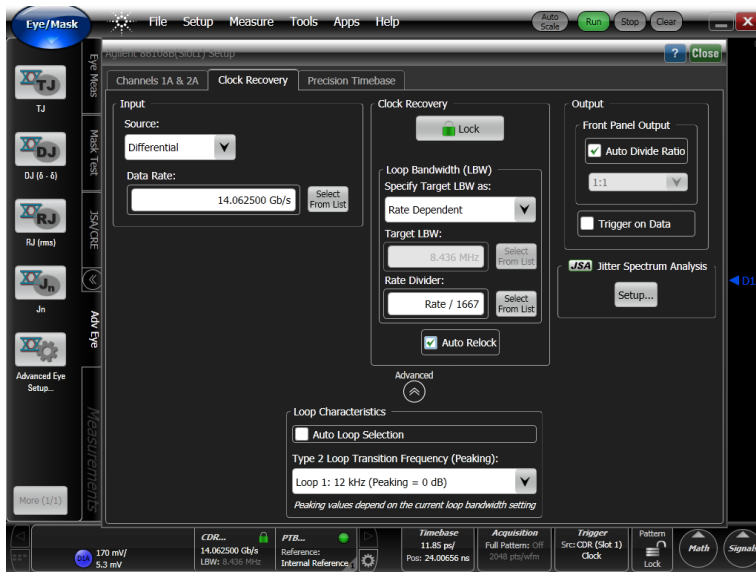 Eye/Mask
File Setup Measure Tools Apps Help
Auto Scale
Run
Stop
Clear
X
Agilent 86108B(Slot1) Setup
?
Close
TJ
TJ
DJ
DJ (δ - δ)
RJ
RJ (rms)
Jn
Jn
Advanced Eye
Setup...
More (1/1)
Eye Meas
Mask Test
JSA/CRE
Adv Eye
Measurements
Channels 1A & 2A
Clock Recovery
Precision Timebase
Input
Source:
Differential
Data Rate:
14.062500 Gb/s
Select
From List
Clock Recovery
Lock
Loop Bandwidth (LBW)
Specify Target LBW as:
Rate Dependent
Target LBW:
8.436 MHz
Select
From List
Rate Divider:
Rate / 1667
Select
From List
Auto Relock
Output
Front Panel Output
Auto Divide Ratio
1:1
Trigger on Data
JSA Jitter Spectrum Analysis
Setup...
D1
Advanced
Loop Characteristics
Auto Loop Selection
Type 2 Loop Transition Frequency (Peaking):
Loop 1: 12 kHz (Peaking = 0 dB)
Peaking values depend on the current loop bandwidth setting
D1A
170 mV/
5.3 mV
CDR...
14.062500 Gb/s
LBW: 8.436 MHz
PTB...
Reference:
Internal Reference
Timebase
11.85 ps/
Pos: 24.00656 ns
Acquisition
Full Pattern: Off
2048 pts/wfm
Trigger
Src: CDR (Slot 1)
Clock
Pattern
Lock
Math
Signals